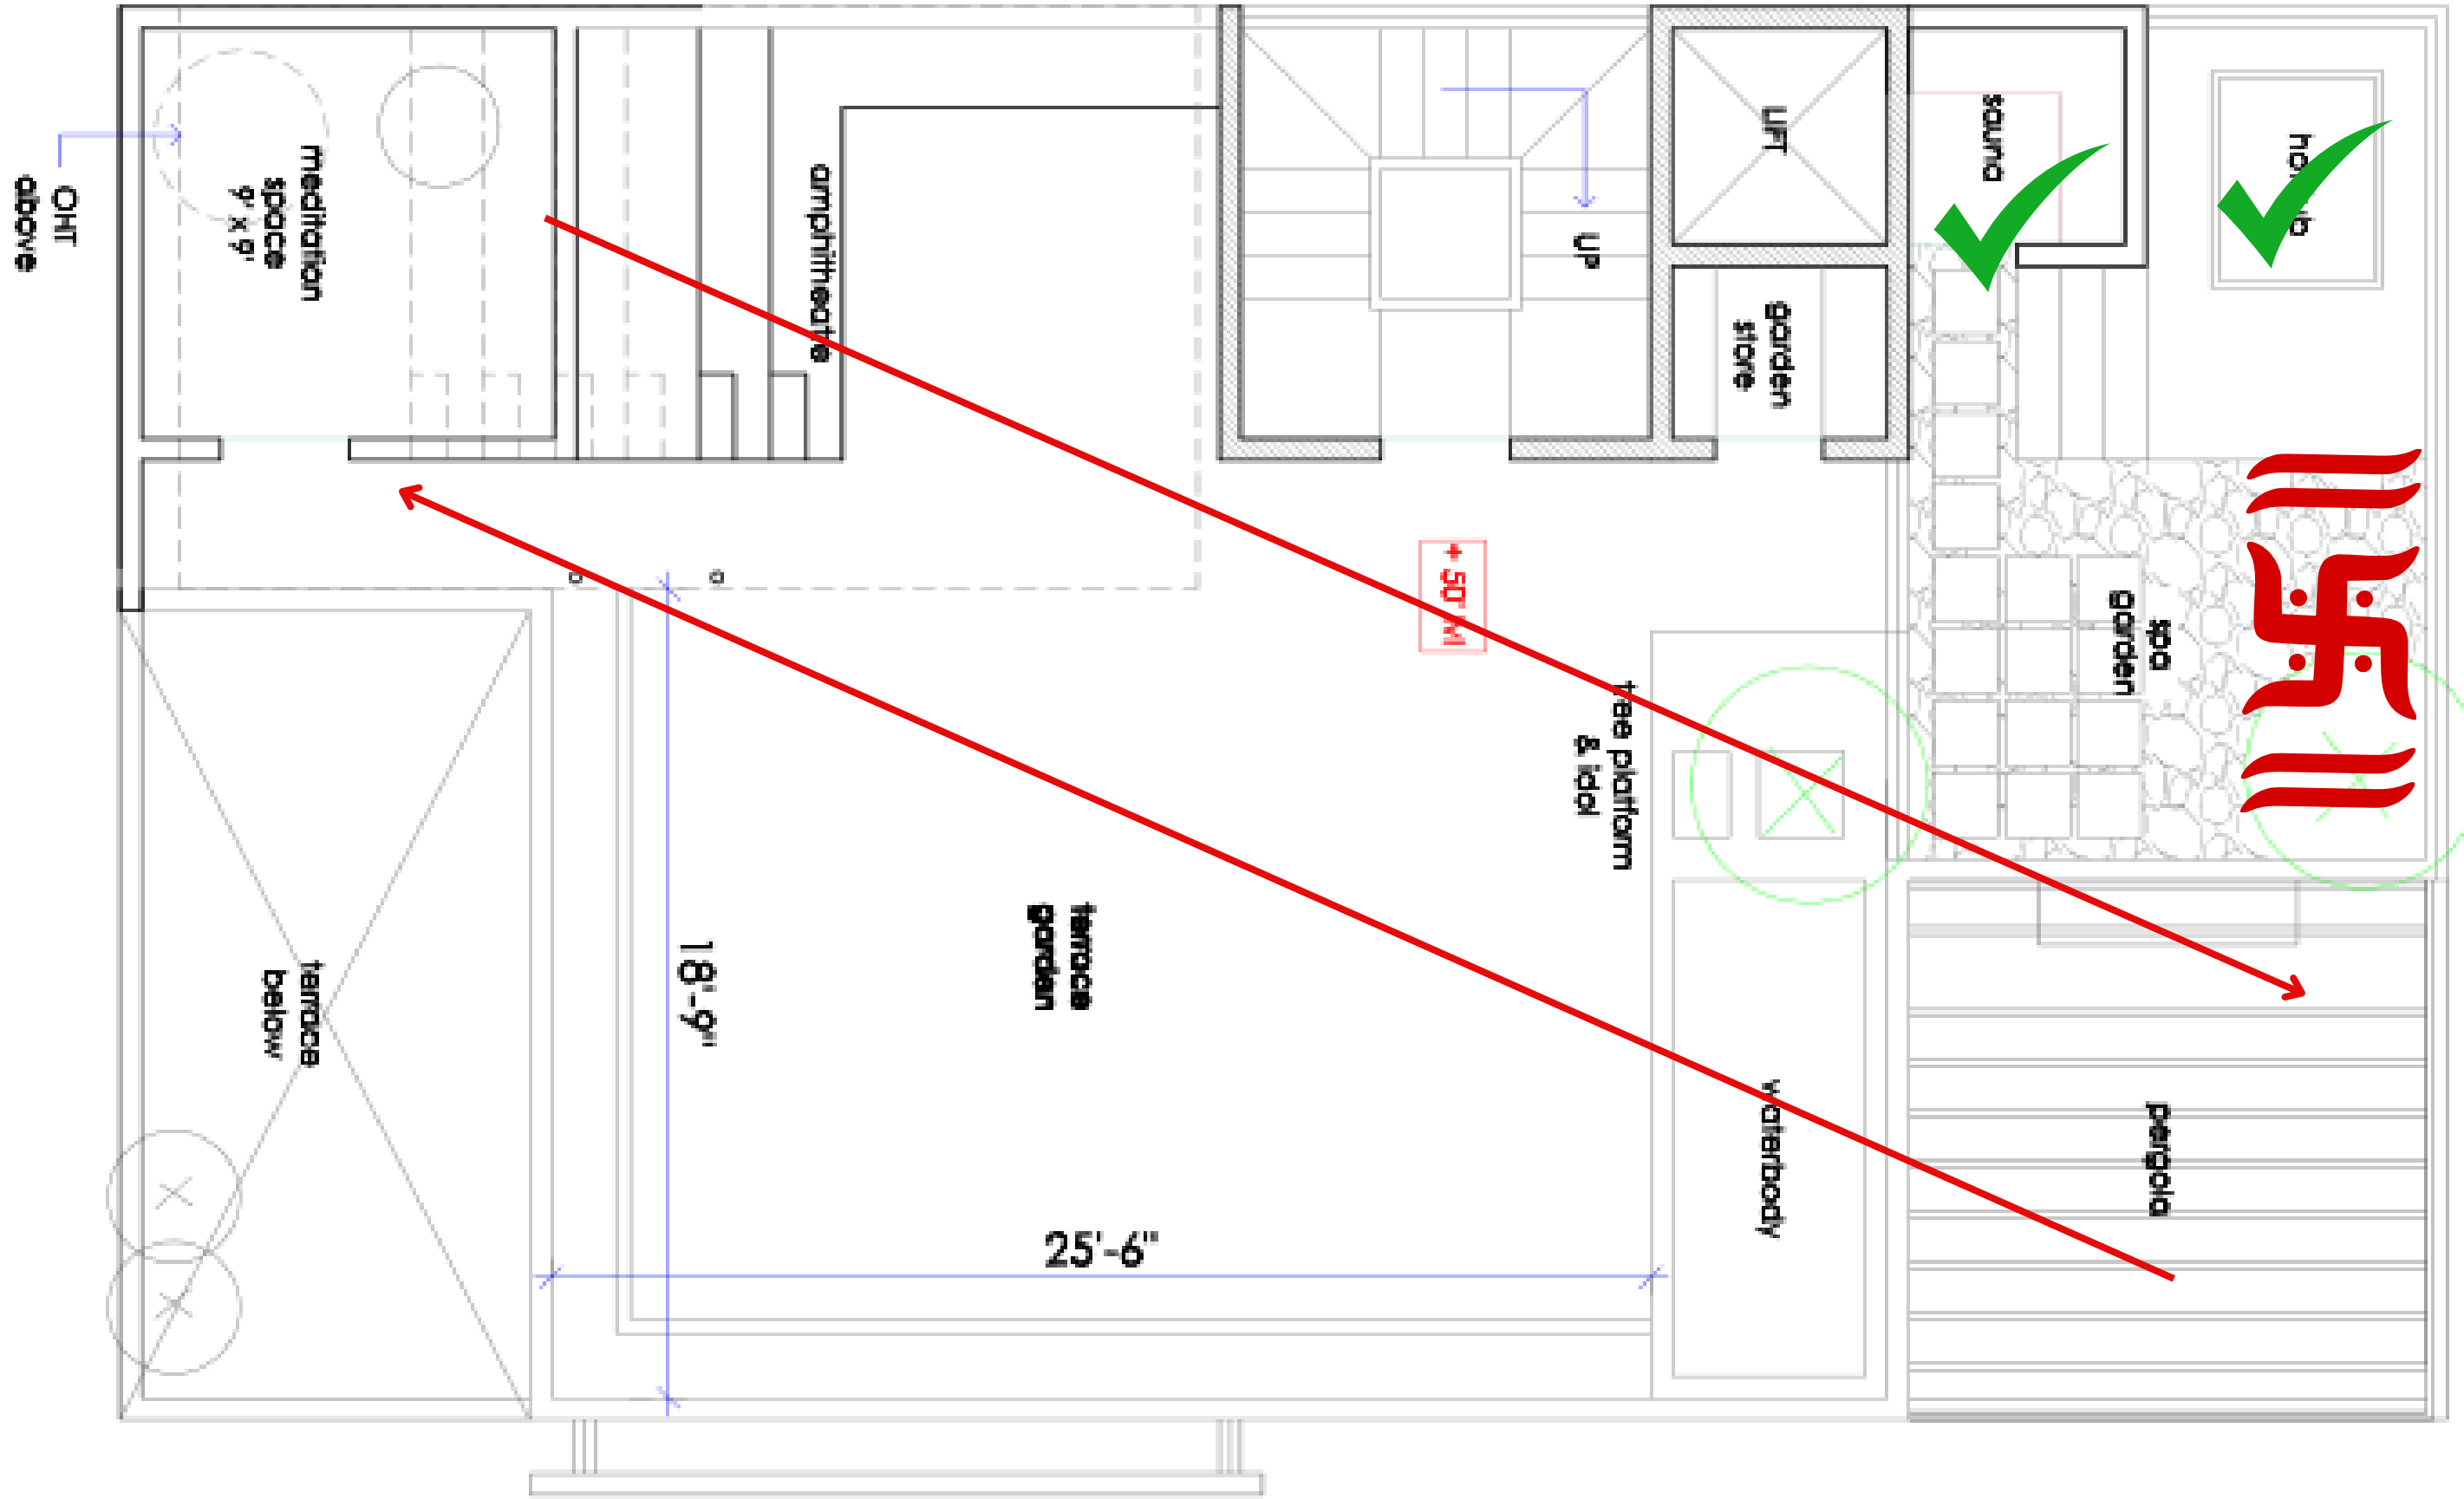 OHT
above
meditation
space
9' x 9'
amphitheatre
UP
LIFT
garden
store
sauna
+ 50' lvl
tree platform
& idol
spa
garden
terrace
below
18'-9"
terrace
garden
25'-6"
waterbody
pergola